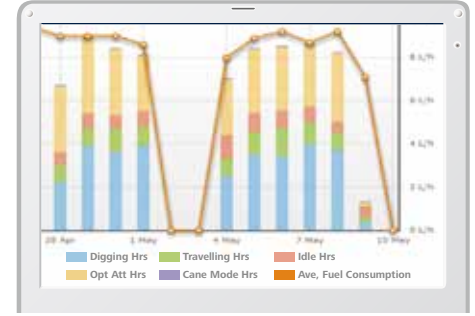 8 L/h
6 L/h
4 L/h
2 L/h
0 L/h
28 Apr 1 May 4 May 7 May 10 May
Digging Hrs Travelling Hrs Idle Hrs
Opt Att Hrs Cane Mode Hrs Ave, Fuel Consumption